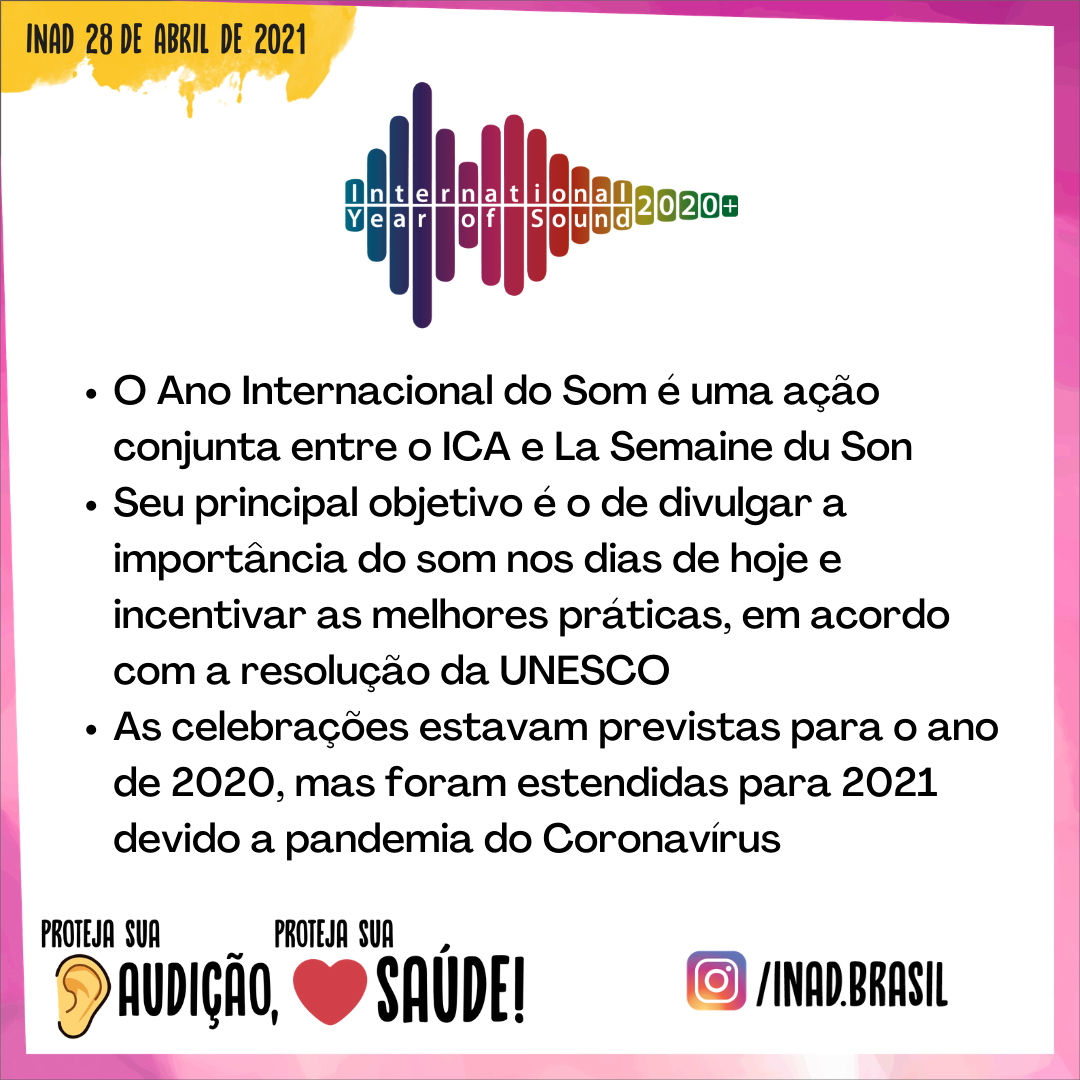 INAD 28 DE ABRIL DE 2021
International
Year of Sound 2020+
• O Ano Internacional do Som é uma ação
conjunta entre o ICA e La Semaine du Son
• Seu principal objetivo é o de divulgar a
importância do som nos dias de hoje e
incentivar as melhores práticas, em acordo
com a resolução da UNESCO
• As celebrações estavam previstas para o ano
de 2020, mas foram estendidas para 2021
devido a pandemia do Coronavírus
PROTEJA SUA
AUDIÇÃO,
PROTEJA SUA
SAÚDE!
/INAD.BRASIL